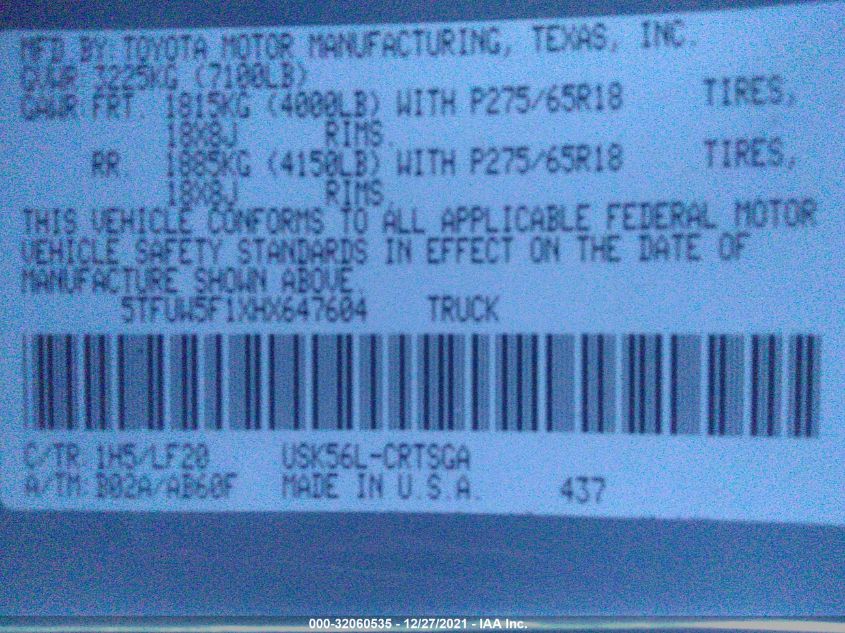 MFD.BY:TOYOTA MOTOR MANUFACTURING, TEXAS, INC.
GVWR 3225KG (7100LB)
GAWR FRT. 1815KG (4000LB) WITH P275/65R18 TIRES,
18X8J RIMS.
RR. 1885KG (4150LB) WITH P275/65R18 TIRES,
18X8J RIMS.
THIS VEHICLE CONFORMS TO ALL APPLICABLE FEDERAL MOTOR
VEHICLE SAFETY STANDARDS IN EFFECT ON THE DATE OF
MANUFACTURE SHOWN ABOVE.
5TFUW5F1XHX647604 TRUCK
C/TR:1H5/LF20 USK56L-CRTSGA
A/TM:B02A/AB60F MADE IN U.S.A. 437
000-32060535 - 12/27/2021 - IAA Inc.